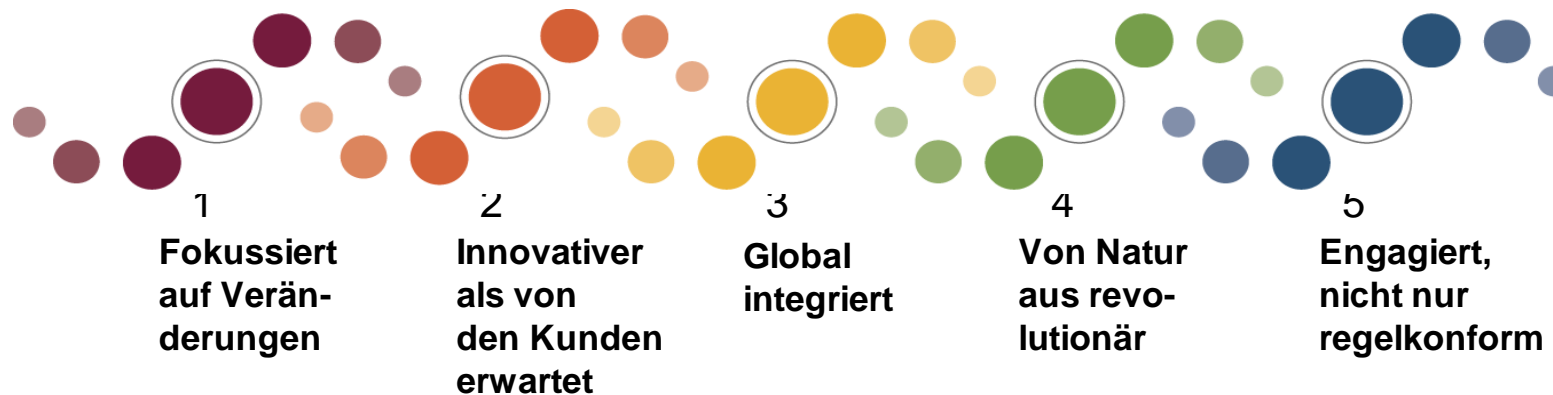 1
Fokussiert
auf Verän-
derungen
2
Innovativer
als von
den Kunden
erwartet
3
Global
integriert
4
Von Natur
aus revo-
lutionär
5
Engagiert,
nicht nur
regelkonform